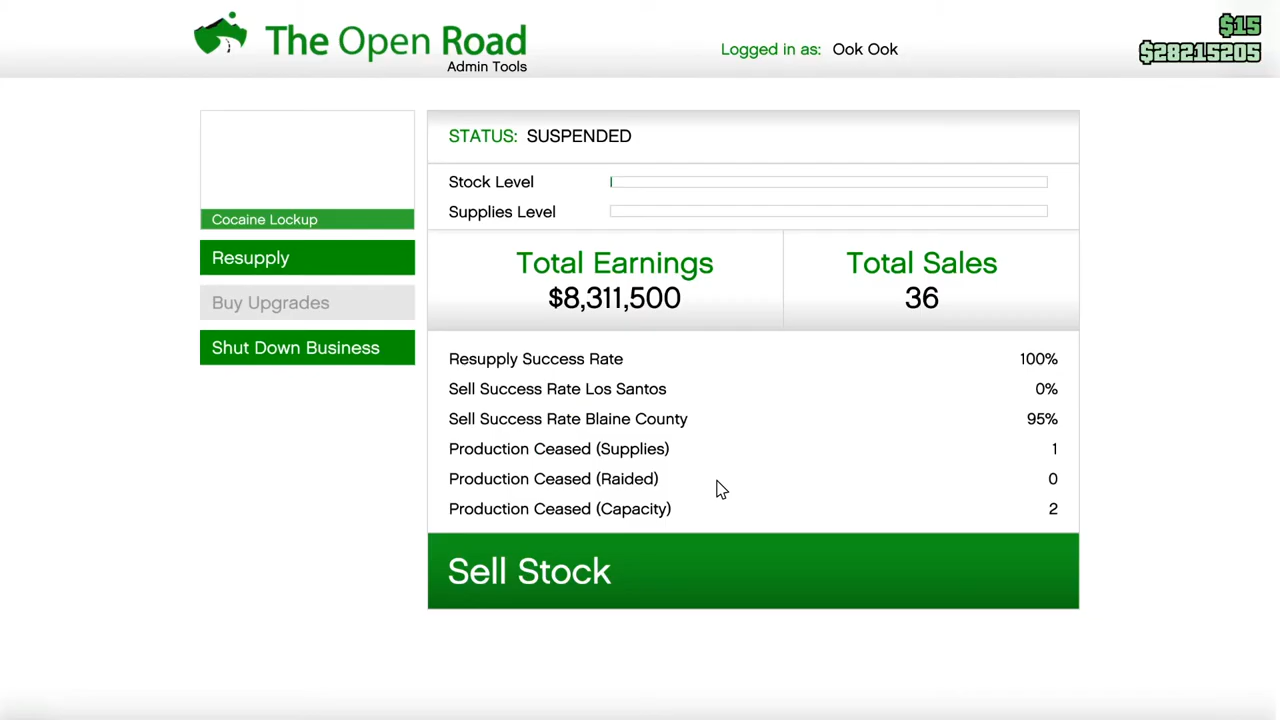 The Open Road
Admin Tools
Logged in as: Ook Ook
$15
$28215205
Cocaine Lockup
Resupply
Buy Upgrades
Shut Down Business
STATUS: SUSPENDED
Stock Level
Supplies Level
Total Earnings
$8,311,500
Total Sales
36
Resupply Success Rate 100%
Sell Success Rate Los Santos 0%
Sell Success Rate Blaine County 95%
Production Ceased (Supplies) 1
Production Ceased (Raided) 0
Production Ceased (Capacity) 2
Sell Stock